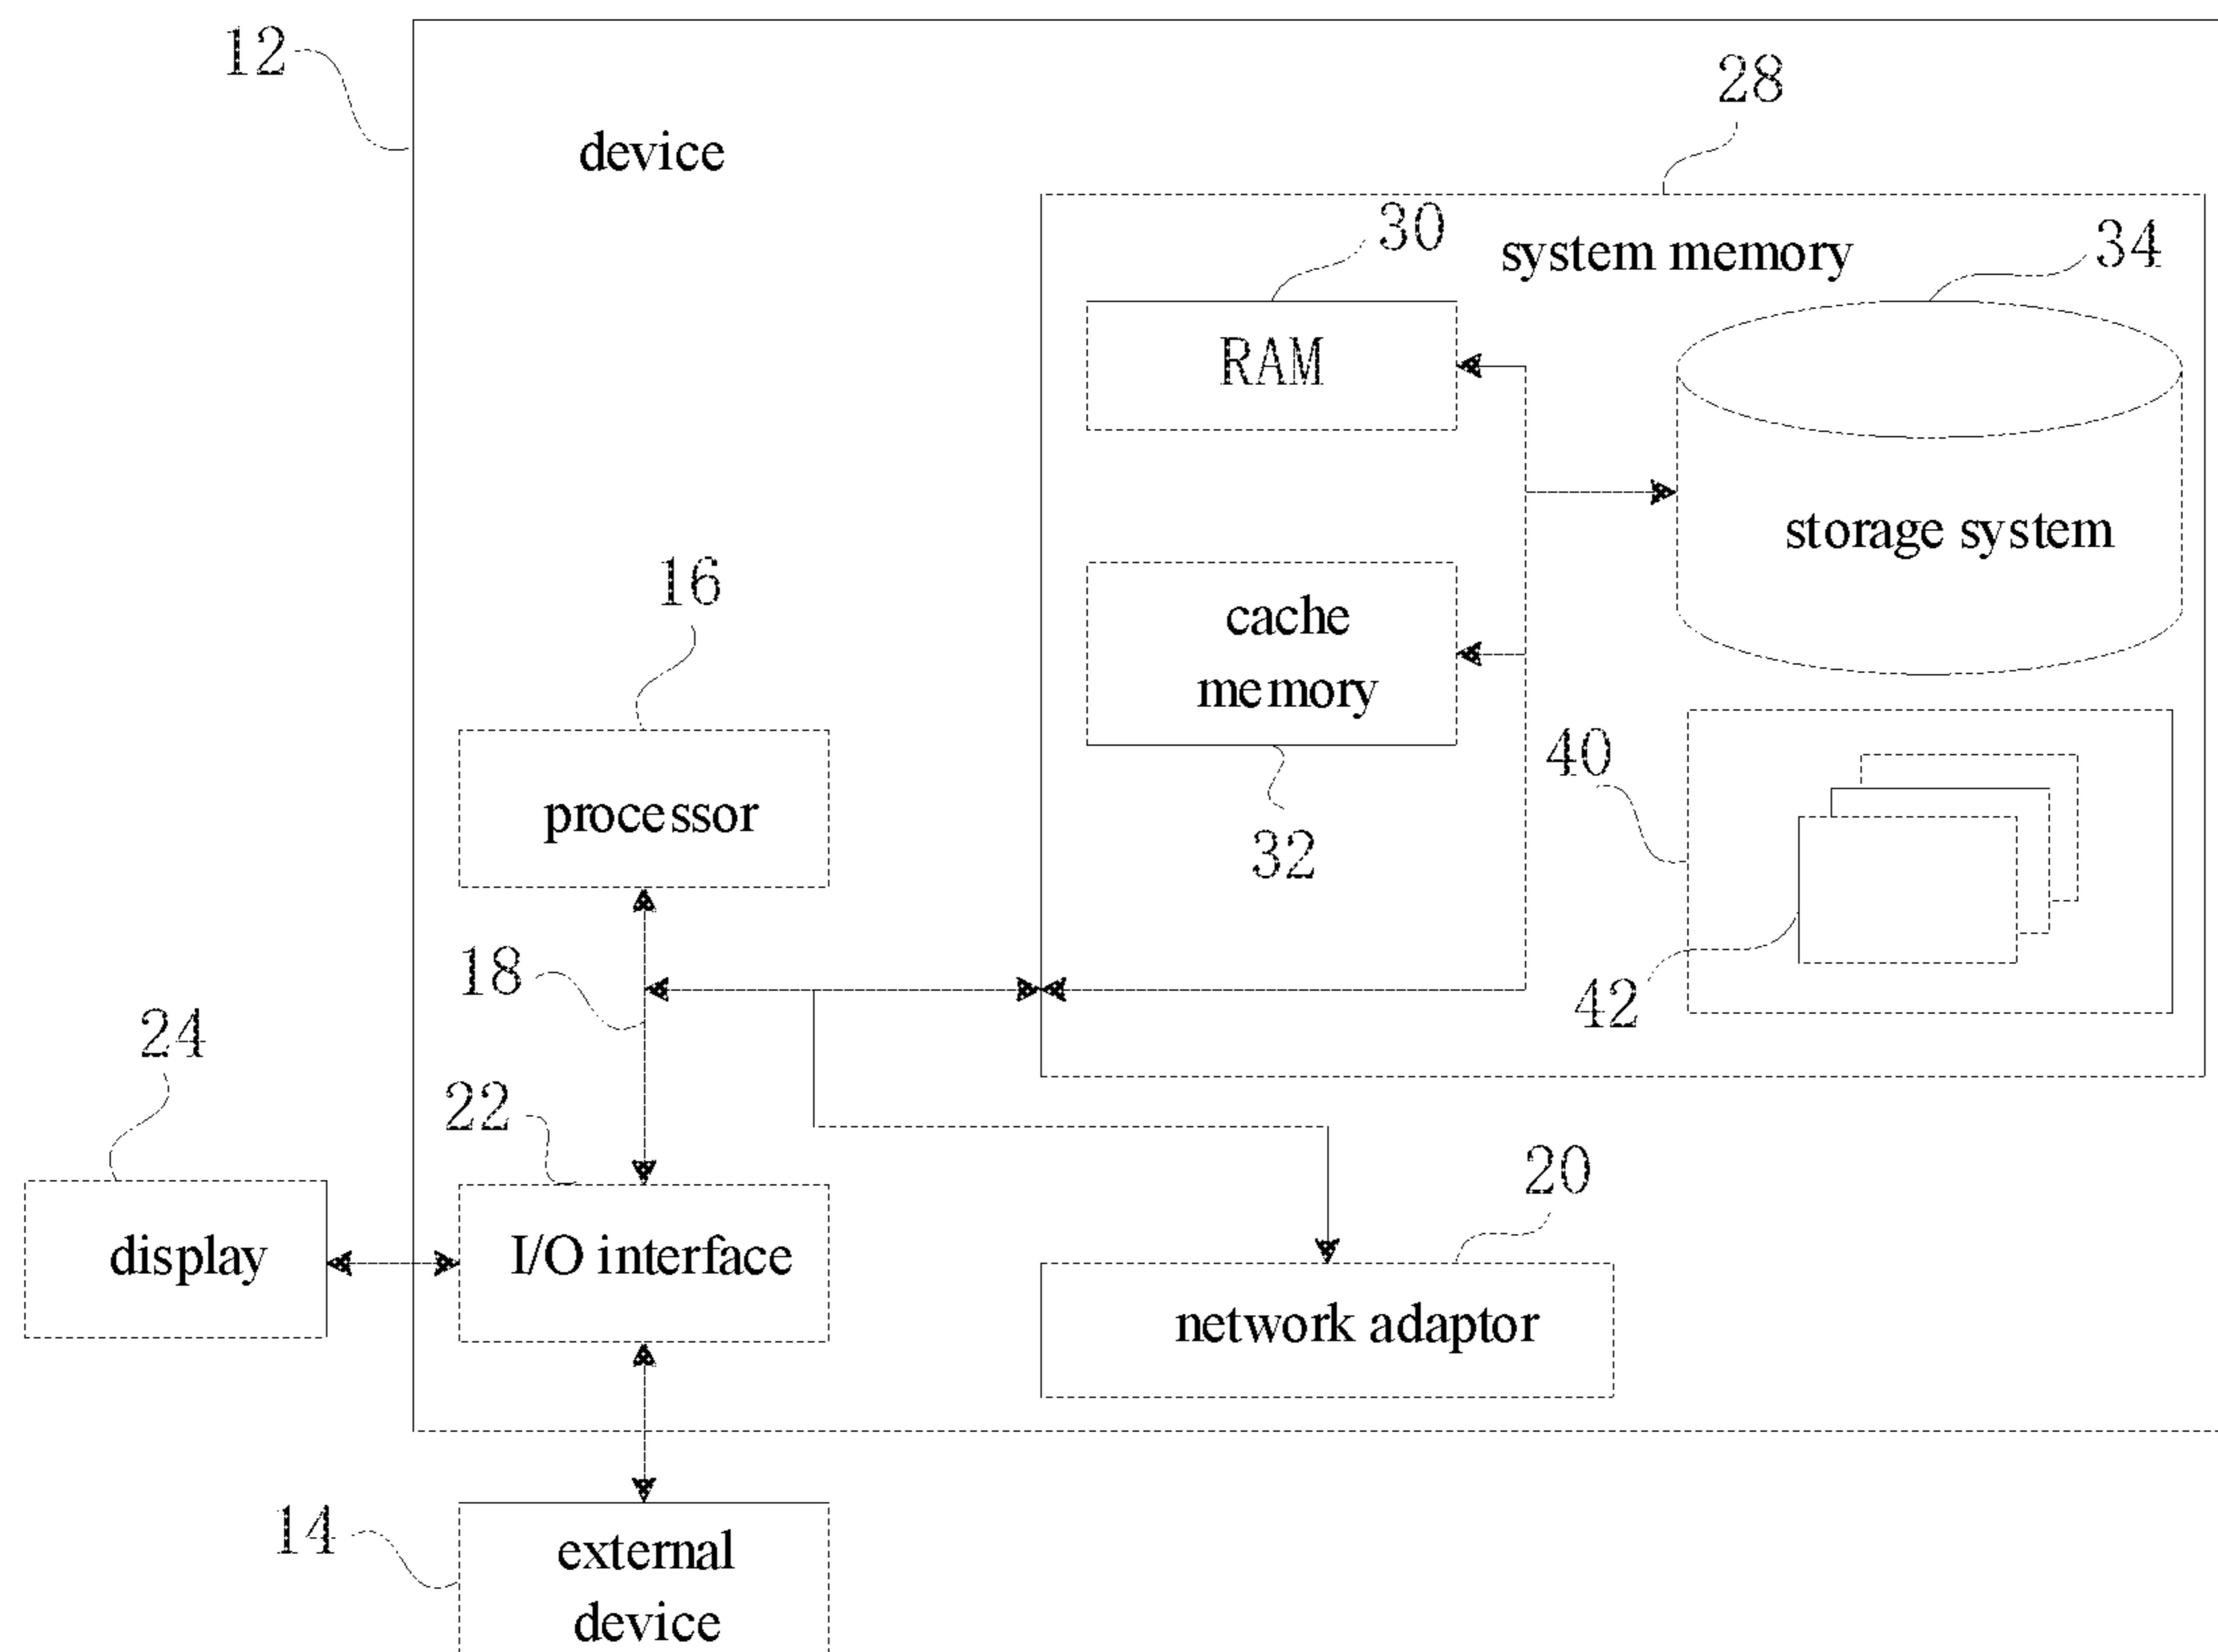 12
device
28
30
system memory
34
RAM
storage system
16
cache
memory
40
processor
32
18
42
24
22
20
display
I/O interface
network adaptor
14
external
device